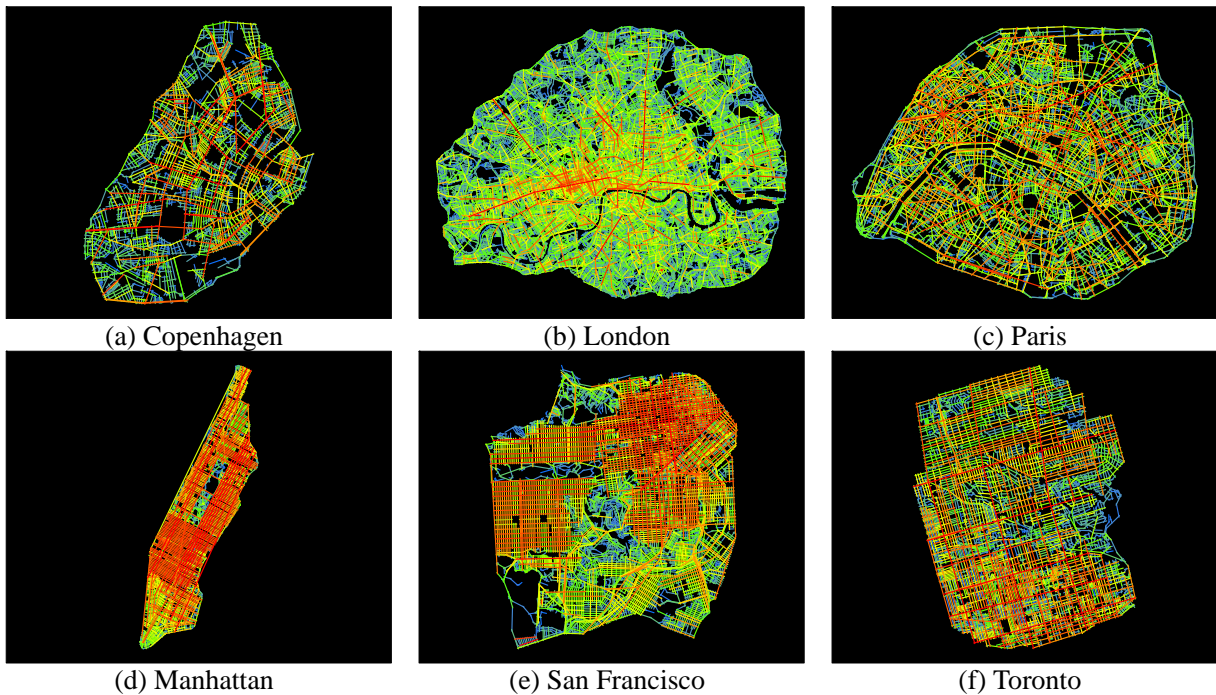 (a) Copenhagen
(b) London
(c) Paris
(d) Manhattan
(e) San Francisco
(f) Toronto